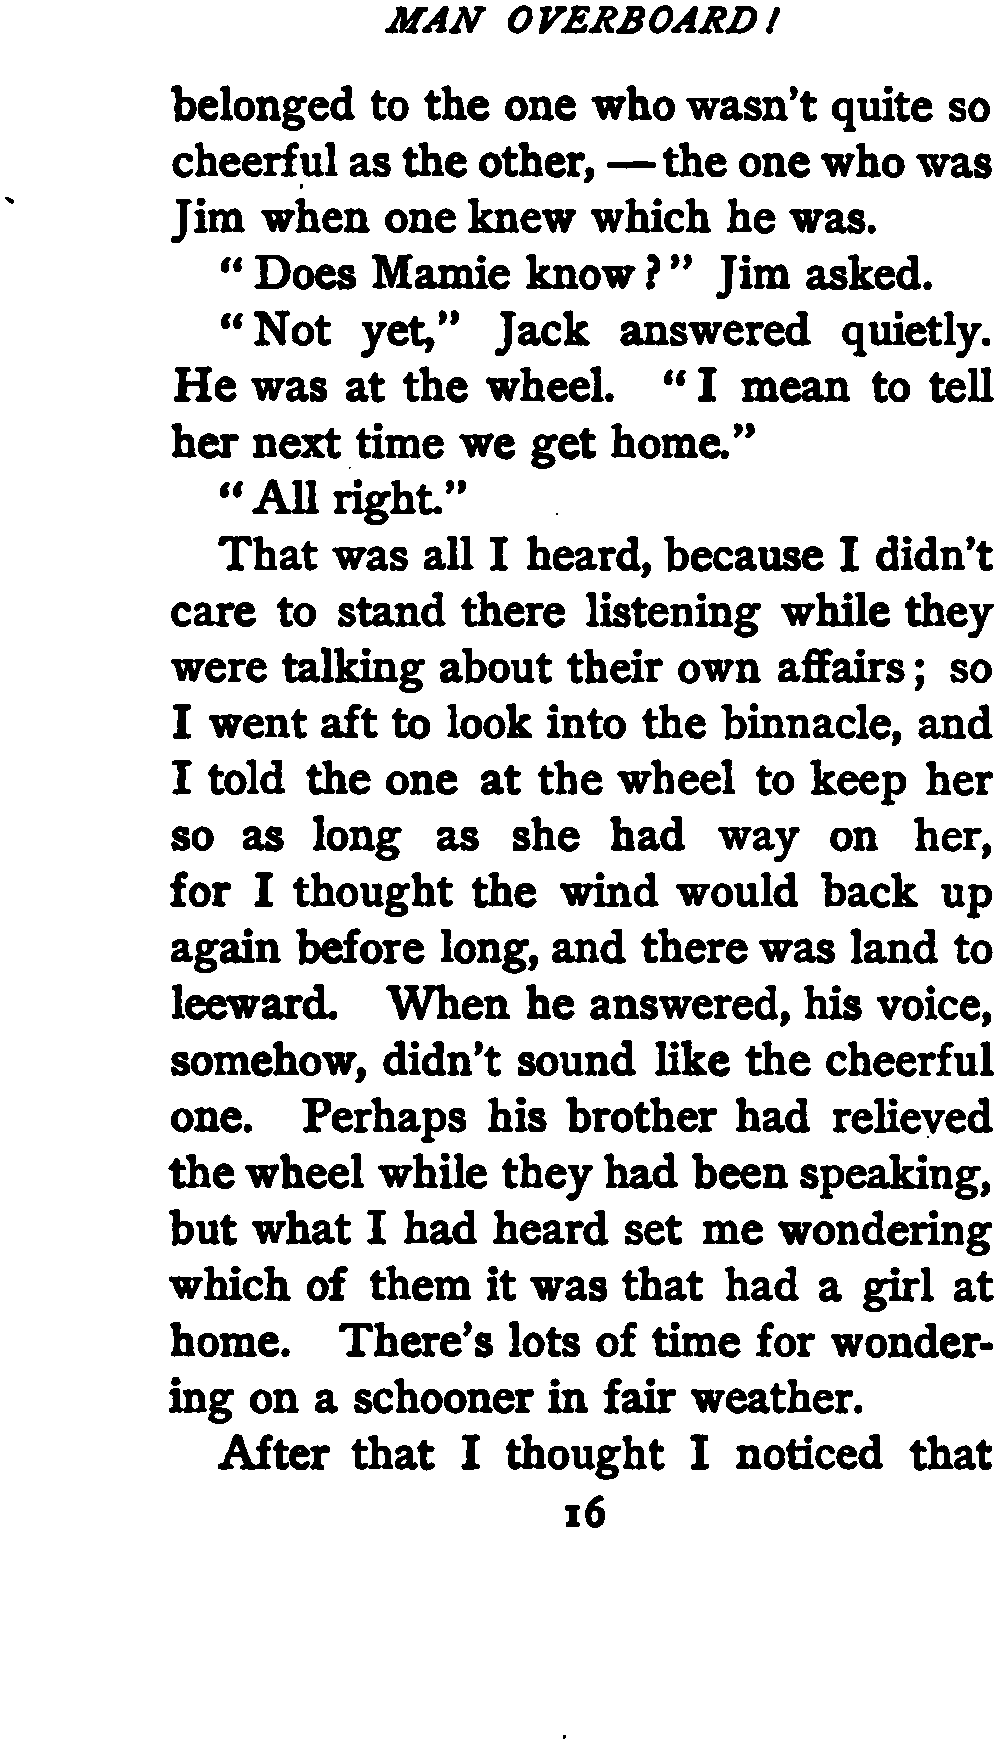 MAN OVERBOARD!
belonged to the one who wasn't quite so
cheerful as the other, — the one who was
Jim when one knew which he was.
"Does Mamie know?" Jim asked.
"Not yet," Jack answered quietly.
He was at the wheel. "I mean to tell
her next time we get home."
"All right."
That was all I heard, because I didn't
care to stand there listening while they
were talking about their own affairs; so
I went aft to look into the binnacle, and
I told the one at the wheel to keep her
so as long as she had way on her,
for I thought the wind would back up
again before long, and there was land to
leeward. When he answered, his voice,
somehow, didn't sound like the cheerful
one. Perhaps his brother had relieved
the wheel while they had been speaking,
but what I had heard set me wondering
which of them it was that had a girl at
home. There's lots of time for wonder-
ing on a schooner in fair weather.
After that I thought I noticed that
16